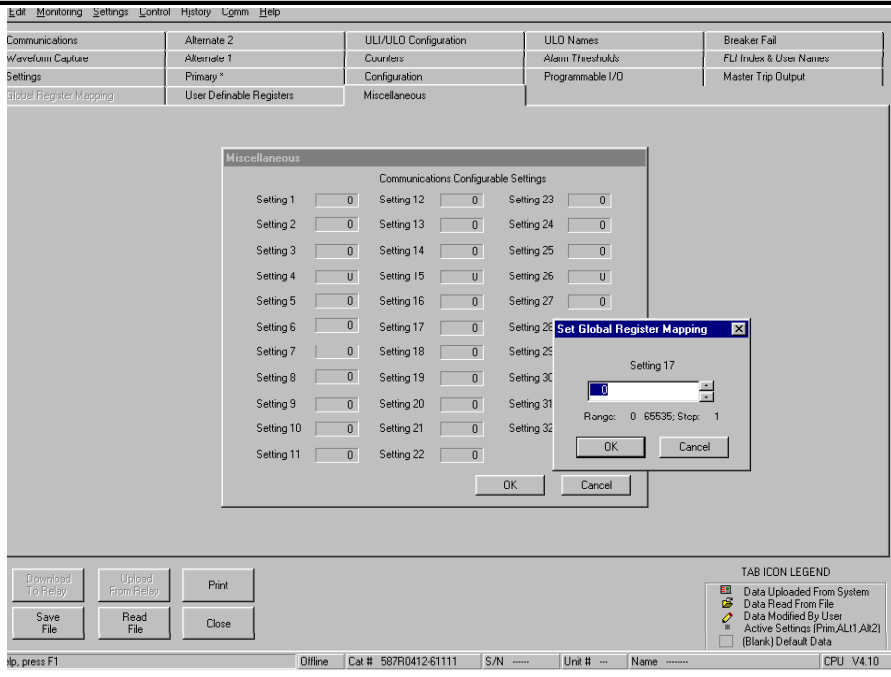 Edit Monitoring Settings Control History Comm Help
Communications Alternate 2 ULI/ULO Configuration ULO Names Breaker Fail
Waveform Capture Alternate 1 Counters Alarm Thresholds FLI Index & User Names
Settings Primary * Configuration Programmable I/O Master Trip Output
Global Register Mapping User Definable Registers Miscellaneous
Miscellaneous
Communications Configurable Settings
Setting 1 0 Setting 12 0 Setting 23 0
Setting 2 0 Setting 13 0 Setting 24 0
Setting 3 0 Setting 14 0 Setting 25 0
Setting 4 0 Setting 15 0 Setting 26 0
Setting 5 0 Setting 16 0 Setting 27 0
Setting 6 0 Setting 17 0 Setting 28
Setting 7 0 Setting 18 0 Setting 29
Setting 8 0 Setting 19 0 Setting 30
Setting 9 0 Setting 20 0 Setting 31
Setting 10 0 Setting 21 0 Setting 32
Setting 11 0 Setting 22 0
OK Cancel
Set Global Register Mapping
Setting 17
0
Range: 0 65535; Step: 1
OK Cancel
Download To Relay
Upload From Relay
Print
Save File
Read File
Close
TAB ICON LEGEND
Data Uploaded From System
Data Read From File
Data Modified By User
* Active Settings (Prim,ALt1,Alt2)
(Blank) Default Data
elp, press F1 Offline Cat # 587R0412-61111 S/N ------ Unit # --- Name -------- CPU V4.10